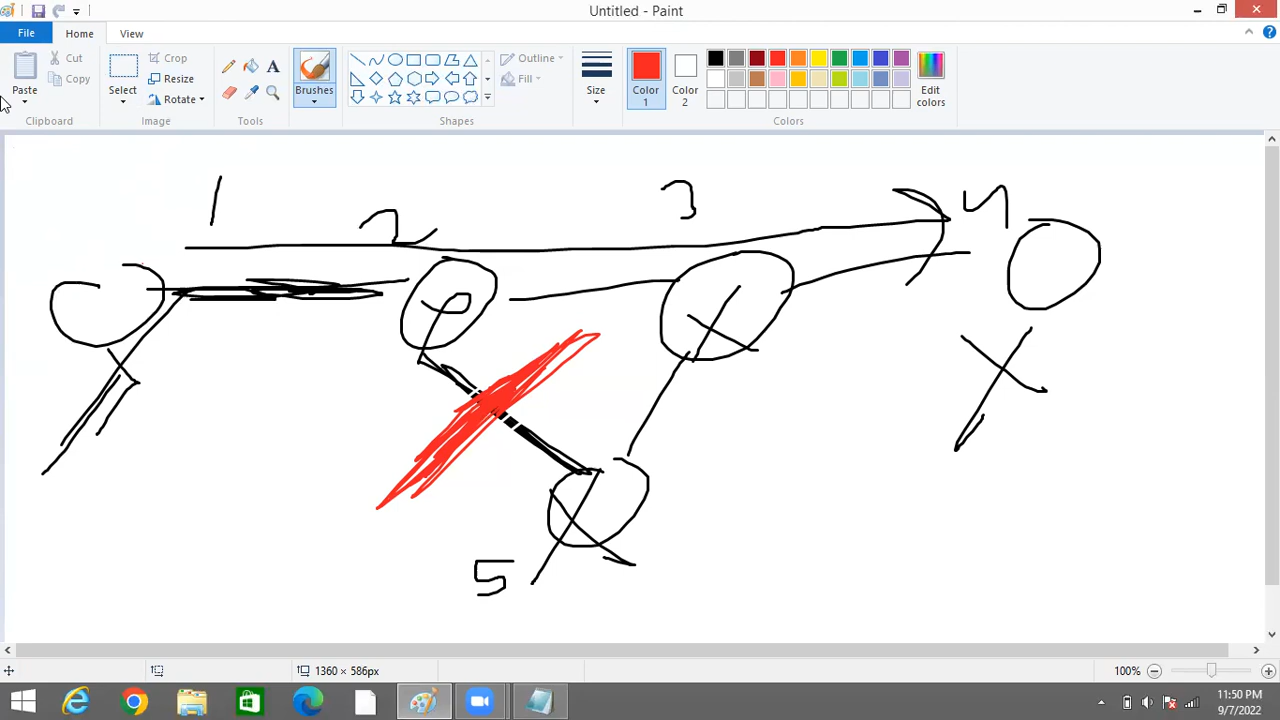 Untitled - Paint
File Home View
Paste
Cut
Copy
Clipboard
Select
Crop
Resize
Rotate
Image
Tools
Brushes
Shapes
Outline
Fill
Size
Color 1
Color 2
Edit colors
Colors
1
2
3
5
1360 × 586px
100%
11:50 PM
9/7/2022